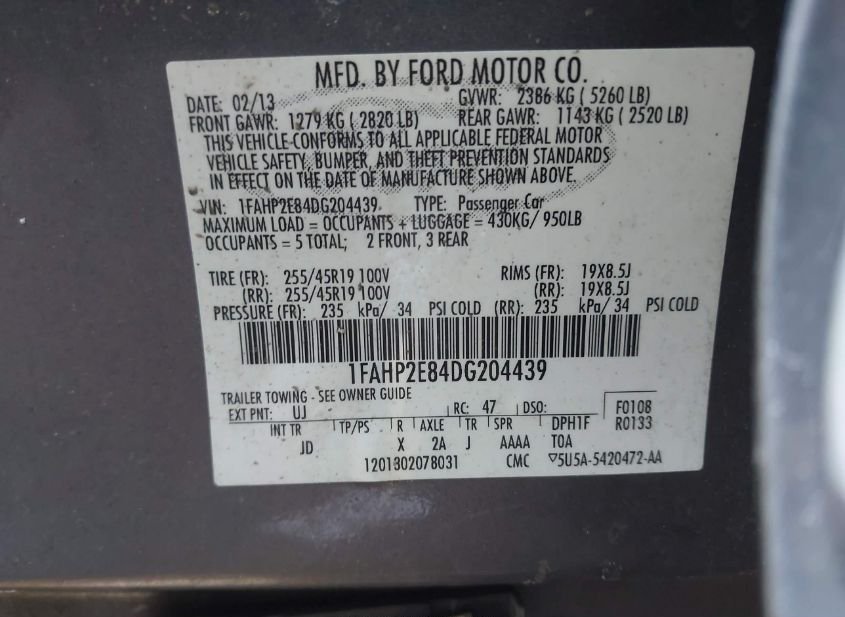 MFD. BY FORD MOTOR CO.
DATE: 02/13 GVWR: 2386 KG ( 5260 LB)
FRONT GAWR: 1279 KG ( 2820 LB) REAR GAWR: 1143 KG ( 2520 LB)
THIS VEHICLE CONFORMS TO ALL APPLICABLE FEDERAL MOTOR
VEHICLE SAFETY, BUMPER, AND THEFT PREVENTION STANDARDS
IN EFFECT ON THE DATE OF MANUFACTURE SHOWN ABOVE.
VIN: 1FAHP2E84DG204439 TYPE: Passenger Car
MAXIMUM LOAD = OCCUPANTS + LUGGAGE = 430KG/ 950LB
OCCUPANTS = 5 TOTAL; 2 FRONT, 3 REAR
TIRE (FR): 255/45R19 100V RIMS (FR): 19X8.5J
(RR): 255/45R19 100V (RR): 19X8.5J
PRESSURE (FR): 235 kPa/ 34 PSI COLD (RR): 235 kPa/ 34 PSI COLD
1FAHP2E84DG204439
TRAILER TOWING - SEE OWNER GUIDE
EXT PNT: UJ RC: 47 DSO: F0108
INT TR TP/PS R AXLE TR SPR DPH1F R0133
JD X 2A J AAAA TOA
1201302078031 CMC ▽5U5A-5420472-AA